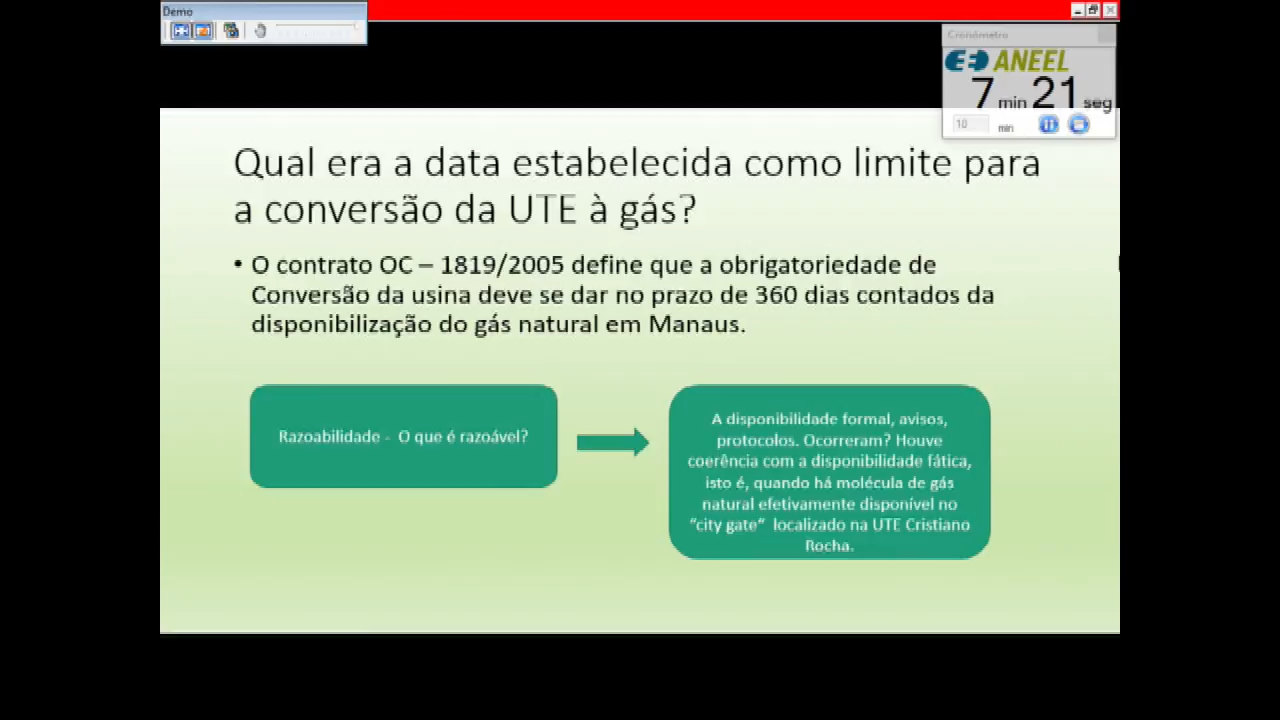 Demo
Cronómetro
ANEEL
7 min 21 seg
10 min
Qual era a data estabelecida como limite para
a conversão da UTE à gás?
• O contrato OC – 1819/2005 define que a obrigatoriedade de
Conversão da usina deve se dar no prazo de 360 dias contados da
disponibilização do gás natural em Manaus.
Razoabilidade - O que é razoável?
A disponibilidade formal, avisos,
protocolos. Ocorreram? Houve
coerência com a disponibilidade fática,
isto é, quando há molécula de gás
natural efetivamente disponível no
“city gate“ localizado na UTE Cristiano
Rocha.